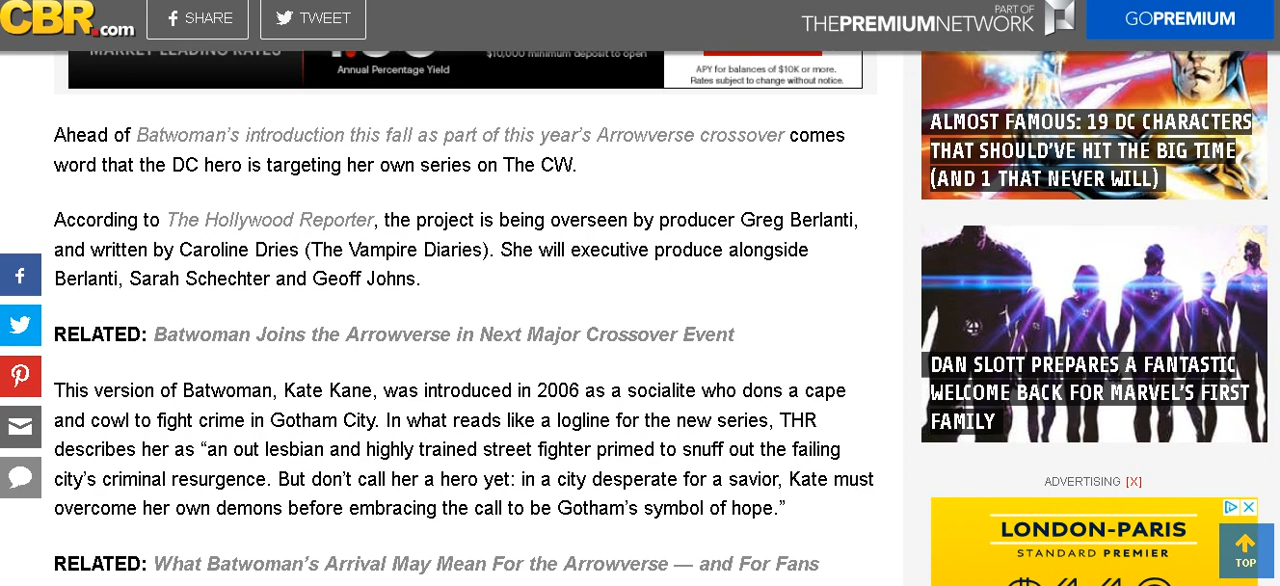 CBR.com
SHARE
TWEET
PART OF
THEPREMIUMNETWORK
GOPREMIUM
MARKET LEADING RATES
Annual Percentage Yield
$10,000 minimum deposit to open
APY for balances of $10K or more.
Rates subject to change without notice.
Ahead of Batwoman’s introduction this fall as part of this year’s Arrowverse crossover comes
word that the DC hero is targeting her own series on The CW.
According to The Hollywood Reporter, the project is being overseen by producer Greg Berlanti,
and written by Caroline Dries (The Vampire Diaries). She will executive produce alongside
Berlanti, Sarah Schechter and Geoff Johns.
RELATED: Batwoman Joins the Arrowverse in Next Major Crossover Event
This version of Batwoman, Kate Kane, was introduced in 2006 as a socialite who dons a cape
and cowl to fight crime in Gotham City. In what reads like a logline for the new series, THR
describes her as “an out lesbian and highly trained street fighter primed to snuff out the failing
city’s criminal resurgence. But don’t call her a hero yet: in a city desperate for a savior, Kate must
overcome her own demons before embracing the call to be Gotham’s symbol of hope.”
RELATED: What Batwoman’s Arrival May Mean For the Arrowverse — and For Fans
ALMOST FAMOUS: 19 DC CHARACTERS
THAT SHOULD’VE HIT THE BIG TIME
(AND 1 THAT NEVER WILL)
DAN SLOTT PREPARES A FANTASTIC
WELCOME BACK FOR MARVEL’S FIRST
FAMILY
ADVERTISING [X]
LONDON-PARIS
STANDARD PREMIER
TOP